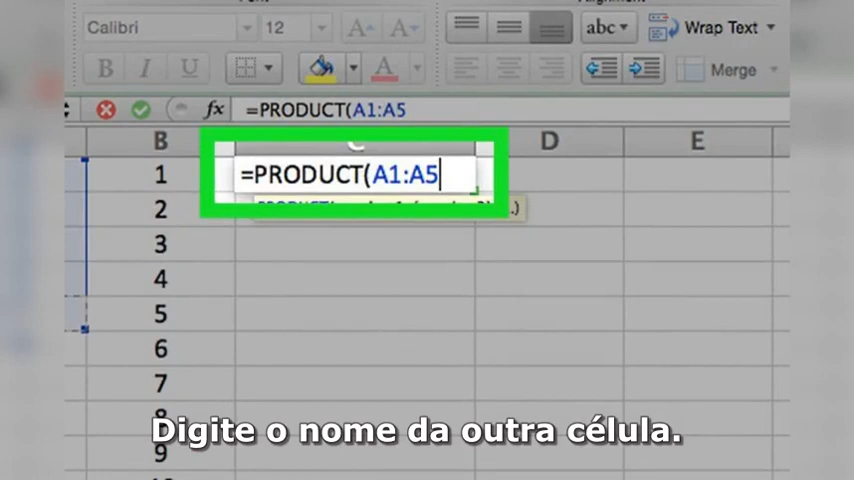 Calibri 12 A A abc Wrap Text
B I U A Merge
fx =PRODUCT(A1:A5
B D E
1 =PRODUCT(A1:A5
2
3
4
5
6
7
8
Digite o nome da outra célula.
9